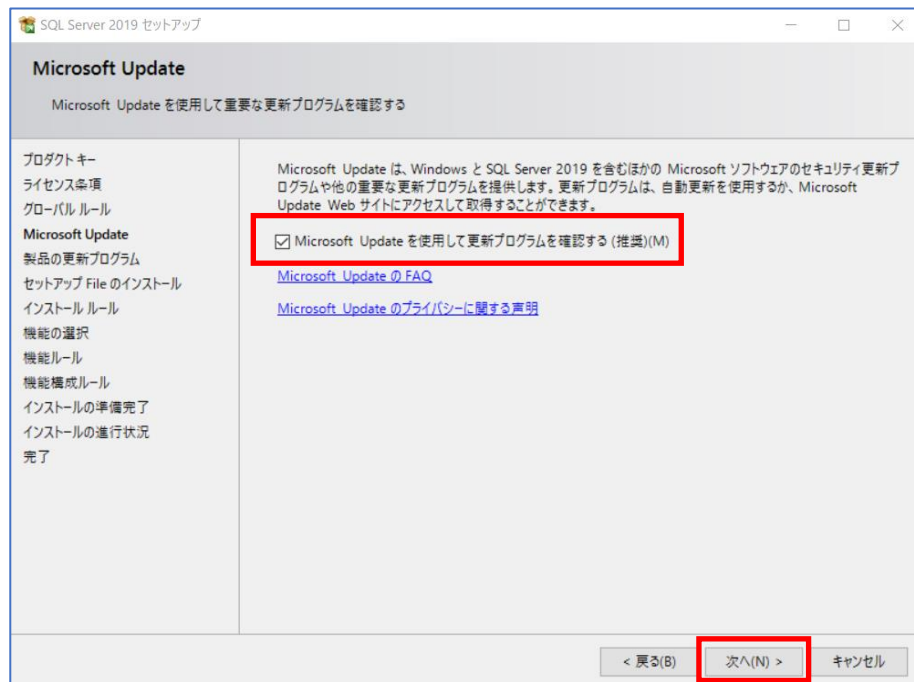 SQL Server 2019 セットアップ
Microsoft Update
Microsoft Update を使用して重要な更新プログラムを確認する
プロダクト キー
ライセンス条項
グローバル ルール
Microsoft Update
製品の更新プログラム
セットアップ File のインストール
インストール ルール
機能の選択
機能ルール
機能構成ルール
インストールの準備完了
インストールの進行状況
完了
Microsoft Update は、Windows と SQL Server 2019 を含むほかの Microsoft ソフトウェアのセキュリティ更新プ
ログラムや他の重要な更新プログラムを提供します。更新プログラムは、自動更新を使用するか、Microsoft
Update Web サイトにアクセスして取得することができます。
Microsoft Update を使用して更新プログラムを確認する (推奨)(M)
Microsoft Update の FAQ
Microsoft Update のプライバシーに関する声明
< 戻る(B)
次へ(N) >
キャンセル